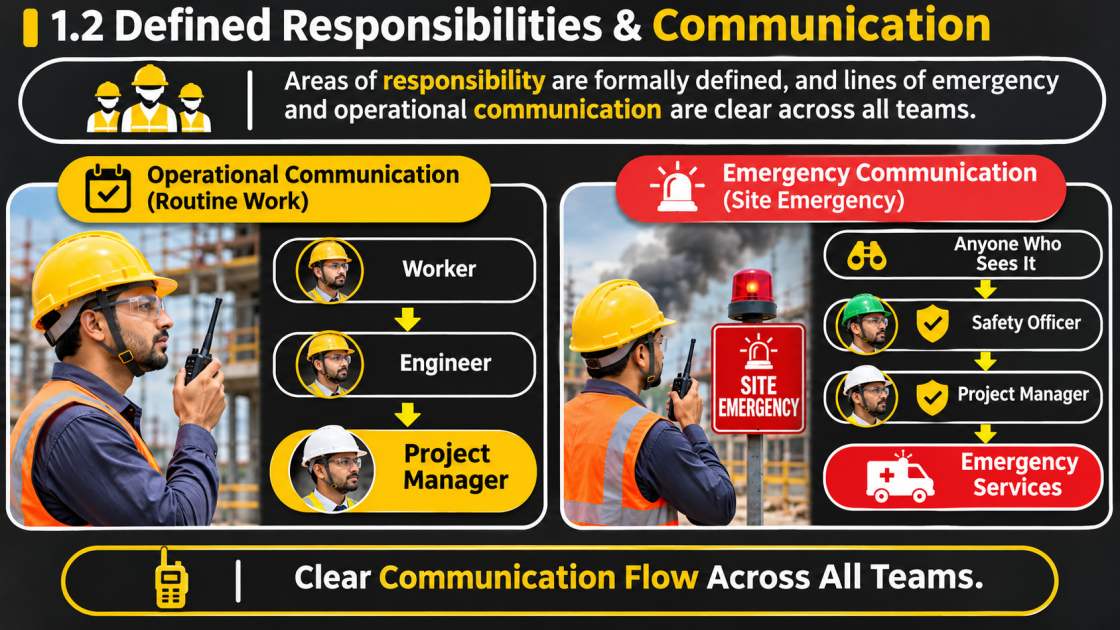 1.2 Defined Responsibilities & Communication
Areas of responsibility are formally defined, and lines of emergency
and operational communication are clear across all teams.
Operational Communication
(Routine Work)
Worker
Engineer
Project
Manager
Emergency Communication
(Site Emergency)
SITE
EMERGENCY
Anyone Who
Sees It
Safety Officer
Project Manager
Emergency
Services
Clear Communication Flow Across All Teams.